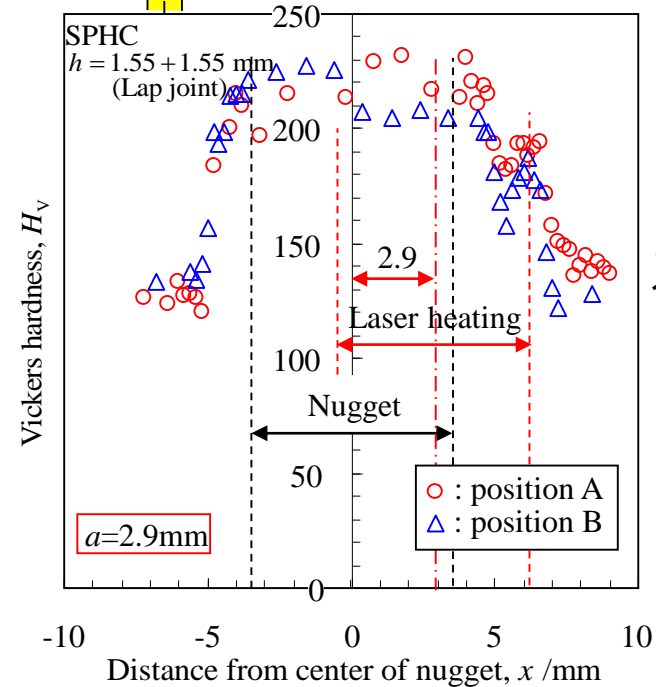 250
SPHC
h = 1.55 + 1.55 mm
(Lap joint)
200
150
2.9
Laser heating
100
Nugget
50
○ : position A
△ : position B
a=2.9mm
0
-10 -5 0 5 10
Distance from center of nugget, x /mm
Vickers hardness, Hv